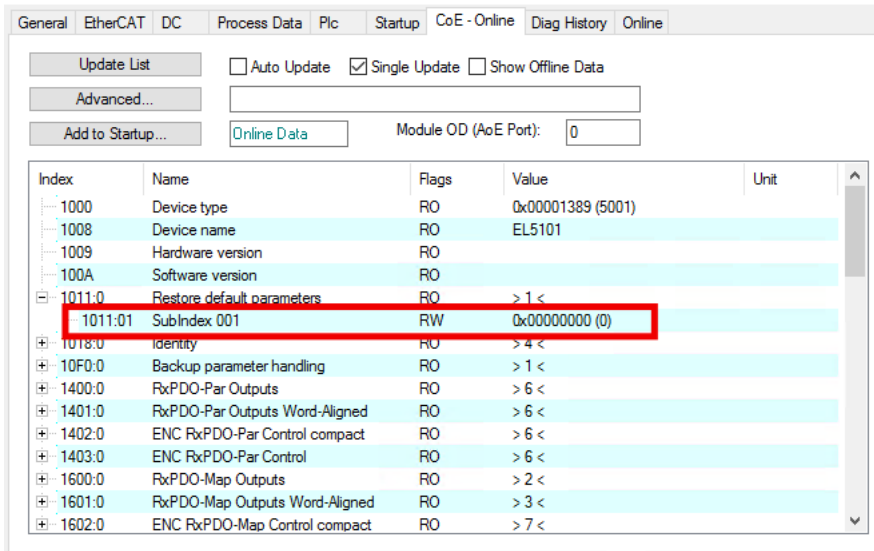 General EtherCAT DC Process Data Plc Startup CoE - Online Diag History Online
Update List Auto Update Single Update Show Offline Data
Advanced...
Add to Startup... Online Data Module OD (AoE Port): 0
Index Name Flags Value Unit
1000 Device type RO 0x00001389 (5001)
1008 Device name RO EL5101
1009 Hardware version RO
100A Software version RO
1011:0 Restore default parameters RO > 1 <
1011:01 SubIndex 001 RW 0x00000000 (0)
1018:0 Identity RO > 4 <
10F0:0 Backup parameter handling RO > 1 <
1400:0 RxPDO-Par Outputs RO > 6 <
1401:0 RxPDO-Par Outputs Word-Aligned RO > 6 <
1402:0 ENC RxPDO-Par Control compact RO > 6 <
1403:0 ENC RxPDO-Par Control RO > 6 <
1600:0 RxPDO-Map Outputs RO > 2 <
1601:0 RxPDO-Map Outputs Word-Aligned RO > 3 <
1602:0 ENC RxPDO-Map Control compact RO > 7 <